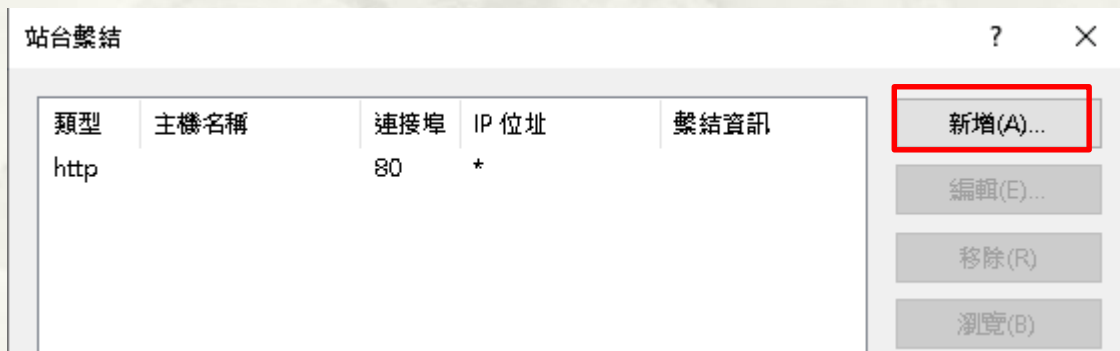 站台繫結
?
×
類型 主機名稱 連接埠 IP 位址 繫結資訊
http 80 *
新增(A)...
編輯(E)...
移除(R)
瀏覽(B)